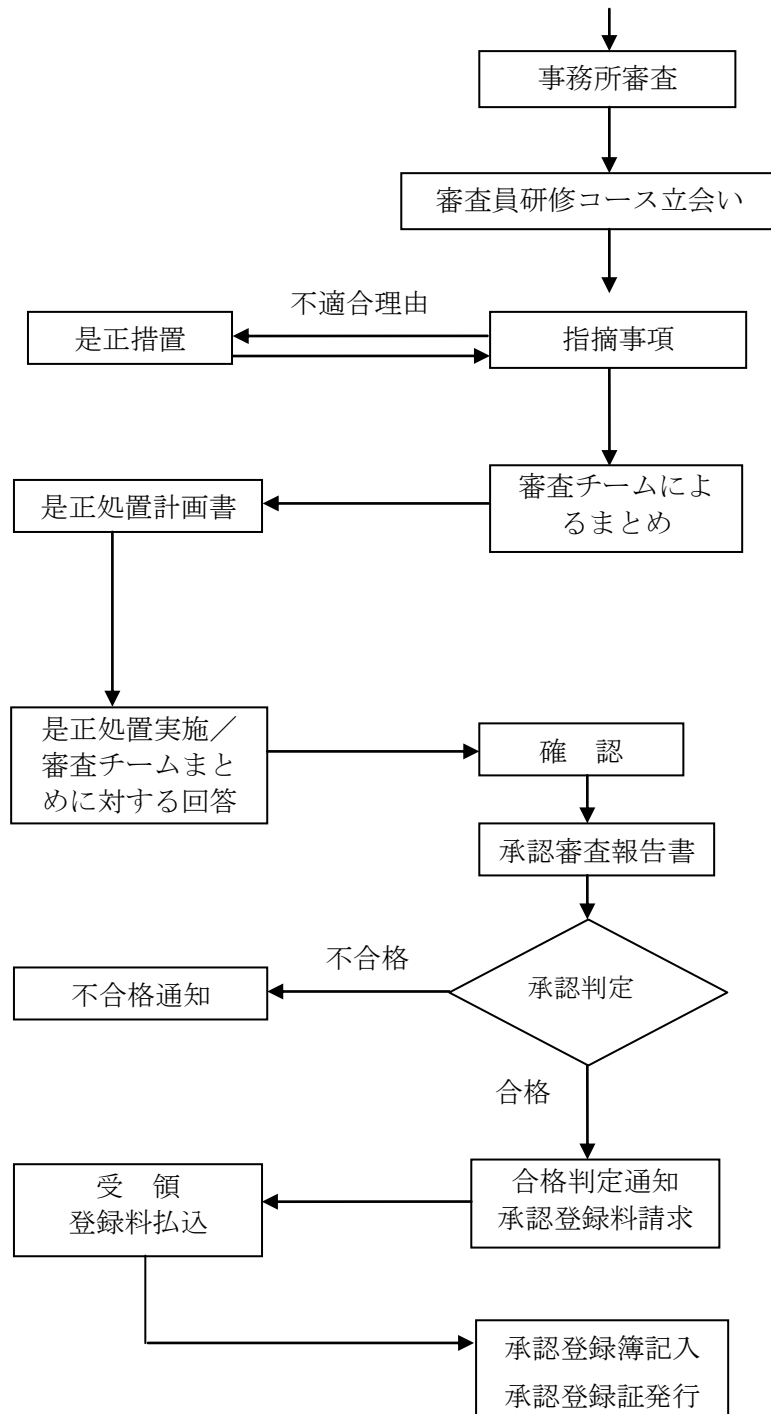 事務所審査
審査員研修コース立会い
不適合理由
是正措置
指摘事項
是正処置計画書
審査チームによ
るまとめ
是正処置実施／
審査チームまと
めに対する回答
確　認
承認審査報告書
不合格
不合格通知
承認判定
合格
受　領
登録料払込
合格判定通知
承認登録料請求
承認登録簿記入
承認登録証発行